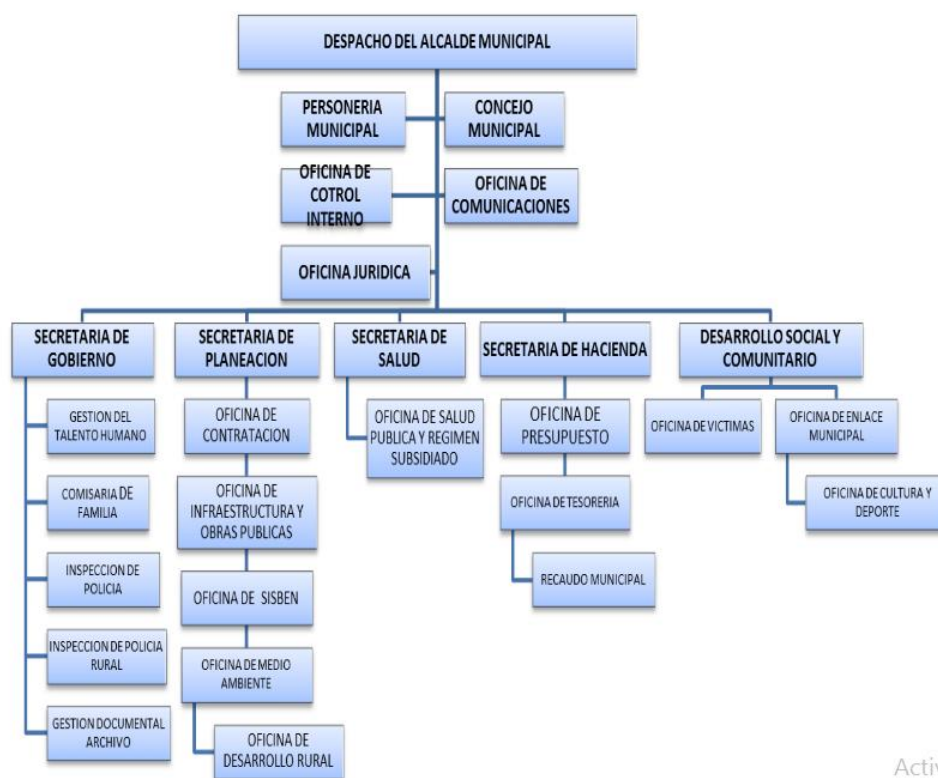 DESPACHO DEL ALCALDE MUNICIPAL
PERSONERIA
MUNICIPAL
CONCEJO
MUNICIPAL
OFICINA DE
COTROL
INTERNO
OFICINA DE
COMUNICACIONES
OFICINA JURIDICA
SECRETARIA DE
GOBIERNO
SECRETARIA DE
PLANEACION
SECRETARIA DE
SALUD
SECRETARIA DE HACIENDA
DESARROLLO SOCIAL Y
COMUNITARIO
GESTION DEL
TALENTO HUMANO
COMISARIA DE
FAMILIA
INSPECCION DE
POLICIA
INSPECCION DE POLICIA
RURAL
GESTION DOCUMENTAL
ARCHIVO
OFICINA DE
CONTRATACION
OFICINA DE
INFRAESTRUCTURA Y
OBRAS PUBLICAS
OFICINA DE SISBEN
OFICINA DE MEDIO
AMBIENTE
OFICINA DE
DESARROLLO RURAL
OFICINA DE SALUD
PUBLICA Y REGIMEN
SUBSIDIADO
OFICINA DE
PRESUPUESTO
OFICINA DE TESORERIA
RECAUDO MUNICIPAL
OFICINA DE VICTIMAS
OFICINA DE ENLACE
MUNICIPAL
OFICINA DE CULTURA Y
DEPORTE
Activ